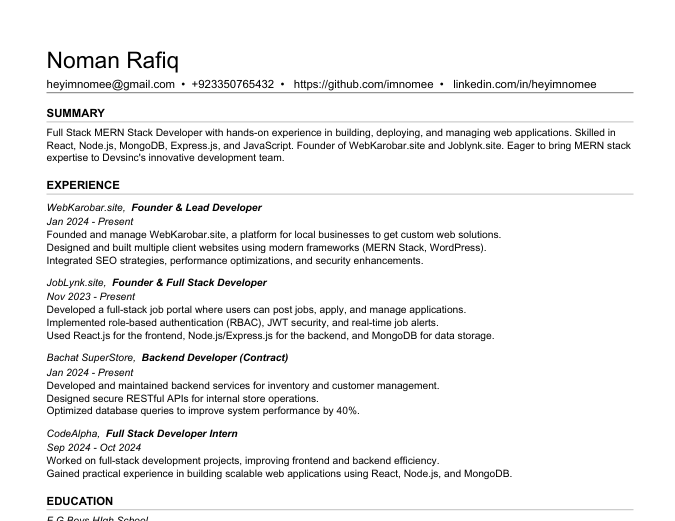 Noman Rafiq
heyimnomee@gmail.com • +923350765432 • https://github.com/imnomee • linkedin.com/in/heyimnomee
SUMMARY
Full Stack MERN Stack Developer with hands-on experience in building, deploying, and managing web applications. Skilled in
React, Node.js, MongoDB, Express.js, and JavaScript. Founder of WebKarobar.site and Joblynk.site. Eager to bring MERN stack
expertise to Devsinc's innovative development team.
EXPERIENCE
WebKarobar.site, Founder & Lead Developer
Jan 2024 - Present
Founded and manage WebKarobar.site, a platform for local businesses to get custom web solutions.
Designed and built multiple client websites using modern frameworks (MERN Stack, WordPress).
Integrated SEO strategies, performance optimizations, and security enhancements.
JobLynk.site, Founder & Full Stack Developer
Nov 2023 - Present
Developed a full-stack job portal where users can post jobs, apply, and manage applications.
Implemented role-based authentication (RBAC), JWT security, and real-time job alerts.
Used React.js for the frontend, Node.js/Express.js for the backend, and MongoDB for data storage.
Bachat SuperStore, Backend Developer (Contract)
Jan 2024 - Present
Developed and maintained backend services for inventory and customer management.
Designed secure RESTful APIs for internal store operations.
Optimized database queries to improve system performance by 40%.
CodeAlpha, Full Stack Developer Intern
Sep 2024 - Oct 2024
Worked on full-stack development projects, improving frontend and backend efficiency.
Gained practical experience in building scalable web applications using React, Node.js, and MongoDB.
EDUCATION
F.G Boys HIgh School